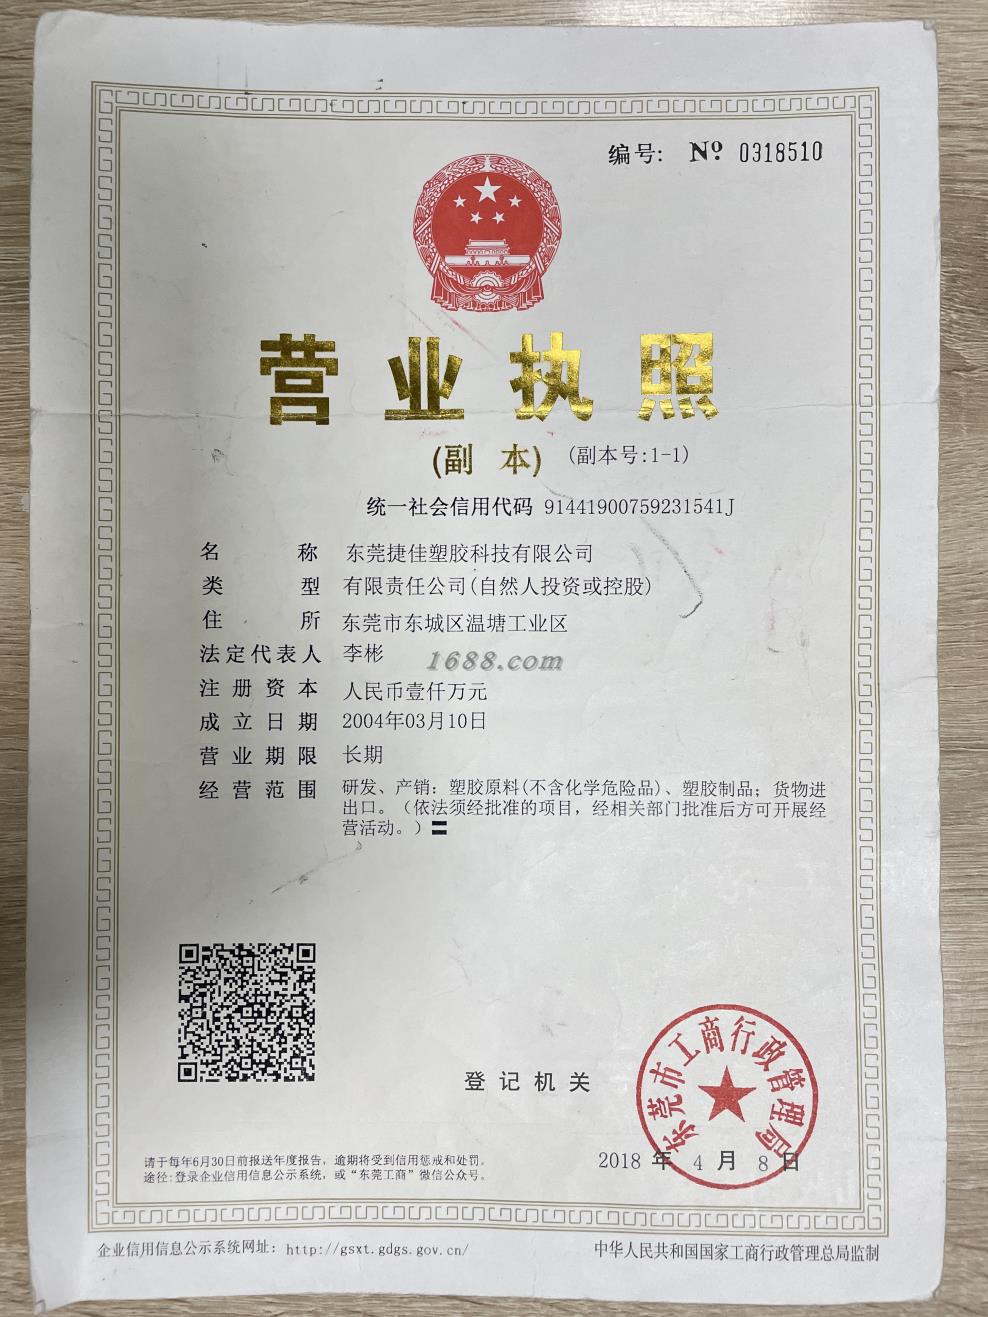 编号: № 0318510
营业执照
(副 本) (副本号:1-1)
统一社会信用代码 91441900759231541J
名称 东莞捷佳塑胶科技有限公司
类型 有限责任公司(自然人投资或控股)
住所 东莞市东城区温塘工业区
法定代表人 李彬
1688.com
注册资本 人民币壹仟万元
成立日期 2004年03月10日
营业期限 长期
经营范围 研发、产销: 塑胶原料(不含化学危险品)、塑胶制品; 货物进
出口。(依法须经批准的项目, 经相关部门批准后方可开展经
营活动。)
东莞市工商行政管理局
登记机关
2018 年 4 月 8 日
请于每年6月30日前报送年度报告, 逾期将受到信用惩戒和处罚。
途径:登录企业信用信息公示系统, 或“东莞工商”微信公众号。
企业信用信息公示系统网址: http://gsxt.gdgs.gov.cn/
中华人民共和国国家工商行政管理总局监制